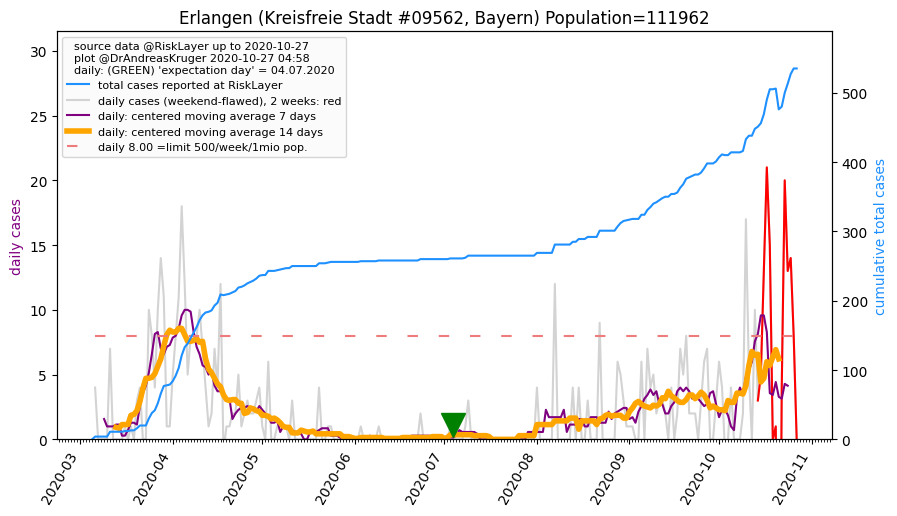 Erlangen (Kreisfreie Stadt #09562, Bayern) Population=111962
source data @RiskLayer up to 2020-10-27
plot @DrAndreasKruger 2020-10-27 04:58
daily: (GREEN) 'expectation day' = 04.07.2020
total cases reported at RiskLayer
daily cases (weekend-flawed), 2 weeks: red
daily: centered moving average 7 days
daily: centered moving average 14 days
daily 8.00 =limit 500/week/1mio pop.
daily cases
30
25
20
15
10
5
0
cumulative total cases
500
400
300
200
100
0
2020-03
2020-04
2020-05
2020-06
2020-07
2020-08
2020-09
2020-10
2020-11